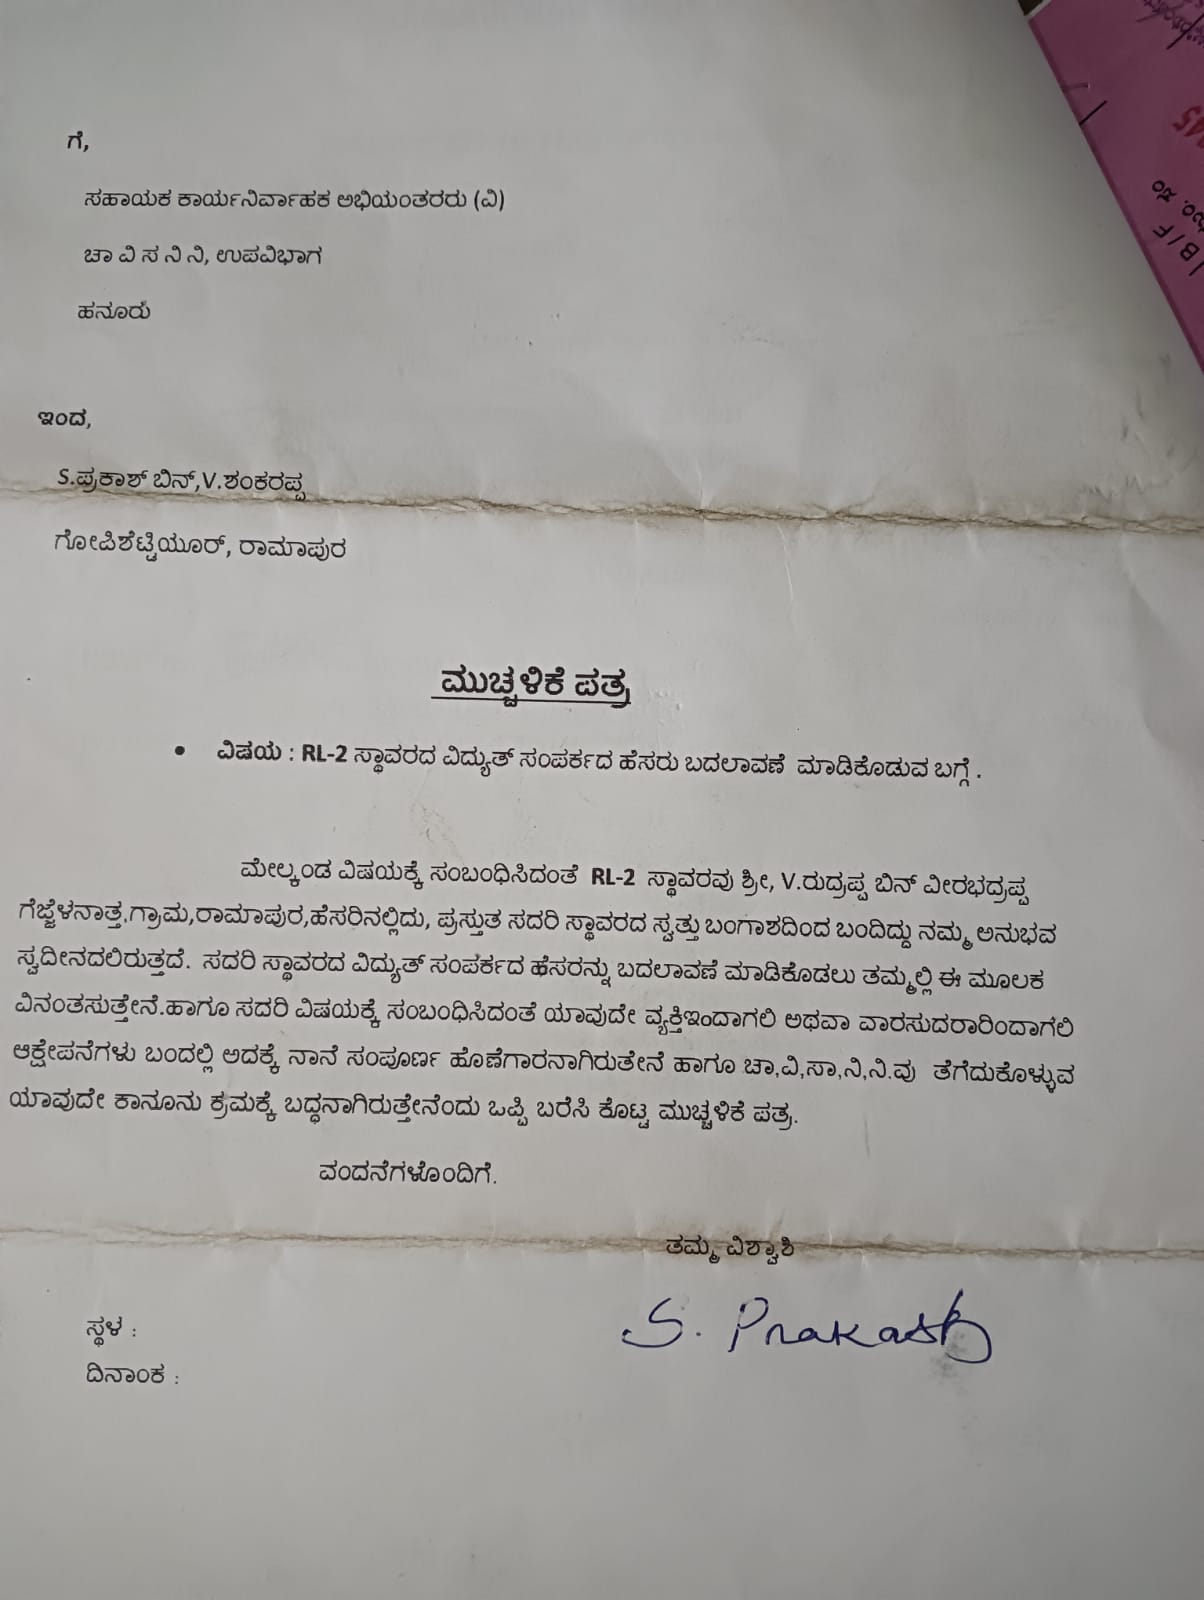 ಗೆ,
ಸಹಾಯಕ ಕಾರ್ಯನಿರ್ವಾಹಕ ಅಭಿಯಂತರರು (ವಿ)
ಚಾ ವಿ ಸ ನಿ ನಿ, ಉಪವಿಭಾಗ
ಹನೂರು
ಇಂದ,
S.ಪ್ರಕಾಶ್ ಬಿನ್,V.ಶಂಕರಪ್ಪ
ಗೋಪಿಶೆಟ್ಟಿಯೂರ್, ರಾಮಾಪುರ
ಮುಚ್ಚಳಿಕೆ ಪತ್ರ
• ವಿಷಯ : RL-2 ಸ್ಥಾವರದ ವಿದ್ಯುತ್ ಸಂಪರ್ಕದ ಹೆಸರು ಬದಲಾವಣೆ ಮಾಡಿಕೊಡುವ ಬಗ್ಗೆ .
ಮೇಲ್ಕಂಡ ವಿಷಯಕ್ಕೆ ಸಂಬಂಧಿಸಿದಂತೆ RL-2 ಸ್ಥಾವರವು ಶ್ರೀ, V.ರುದ್ರಪ್ಪ ಬಿನ್ ವೀರಭದ್ರಪ್ಪ
ಗೆಜ್ಜೆಳನಾತ್ತ,ಗ್ರಾಮ,ರಾಮಾಪುರ,ಹೆಸರಿನಲ್ಲಿದು, ಪ್ರಸ್ತುತ ಸದರಿ ಸ್ಥಾವರದ ಸ್ವತ್ತು ಬಂಗಾಶದಿಂದ ಬಂದಿದ್ದು ನಮ್ಮ ಅನುಭವ
ಸ್ವದೀನದಲಿರುತ್ತದೆ. ಸದರಿ ಸ್ಥಾವರದ ವಿದ್ಯುತ್ ಸಂಪರ್ಕದ ಹೆಸರನ್ನು ಬದಲಾವಣೆ ಮಾಡಿಕೊಡಲು ತಮ್ಮಲ್ಲಿ ಈ ಮೂಲಕ
ವಿನಂತಸುತ್ತೇನೆ.ಹಾಗೂ ಸದರಿ ವಿಷಯಕ್ಕೆ ಸಂಬಂಧಿಸಿದಂತೆ ಯಾವುದೇ ವ್ಯಕ್ತಿಇಂದಾಗಲಿ ಅಥವಾ ವಾರಸುದರಾರಿಂದಾಗಲಿ
ಆಕ್ಷೇಪನೆಗಳು ಬಂದಲ್ಲಿ ಅದಕ್ಕೆ ನಾನೆ ಸಂಪೂರ್ಣ ಹೊಣೆಗಾರನಾಗಿರುತೇನೆ ಹಾಗೂ ಚಾ,ವಿ,ಸಾ,ನಿ,ನಿ.ವು ತೆಗೆದುಕೊಳ್ಳುವ
ಯಾವುದೇ ಕಾನೂನು ಕ್ರಮಕ್ಕೆ ಬದ್ಧನಾಗಿರುತ್ತೇನೆಂದು ಒಪ್ಪಿ ಬರೆಸಿ ಕೊಟ್ಟ ಮುಚ್ಚಳಿಕೆ ಪತ್ರ.
ವಂದನೆಗಳೊಂದಿಗೆ.
ತಮ್ಮ ವಿಶ್ವಾಶಿ
S. Prakash
ಸ್ಥಳ :
ದಿನಾಂಕ :
B/F